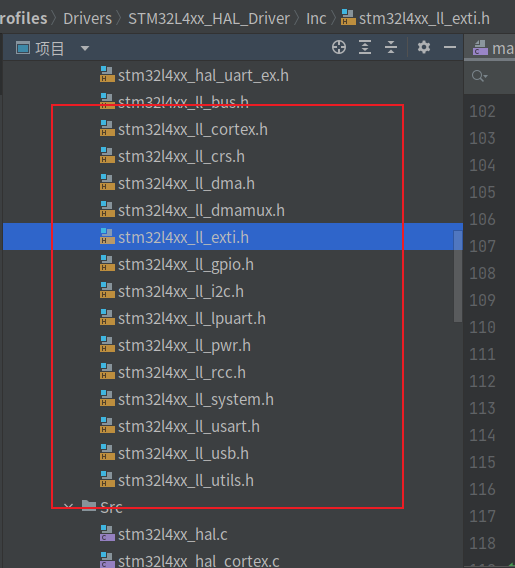 rofiles › Drivers › STM32L4xx_HAL_Driver › Inc › stm32l4xx_ll_exti.h
项目
ma
stm32l4xx_hal_uart_ex.h
stm32l4xx_ll_bus.h
stm32l4xx_ll_cortex.h
stm32l4xx_ll_crs.h
stm32l4xx_ll_dma.h
stm32l4xx_ll_dmamux.h
stm32l4xx_ll_exti.h
stm32l4xx_ll_gpio.h
stm32l4xx_ll_i2c.h
stm32l4xx_ll_lpuart.h
stm32l4xx_ll_pwr.h
stm32l4xx_ll_rcc.h
stm32l4xx_ll_system.h
stm32l4xx_ll_usart.h
stm32l4xx_ll_usb.h
stm32l4xx_ll_utils.h
Src
stm32l4xx_hal.c
stm32l4xx_hal_cortex.c
102
103
104
105
106
107
108
109
110
111
112
113
114
115
116
117
118